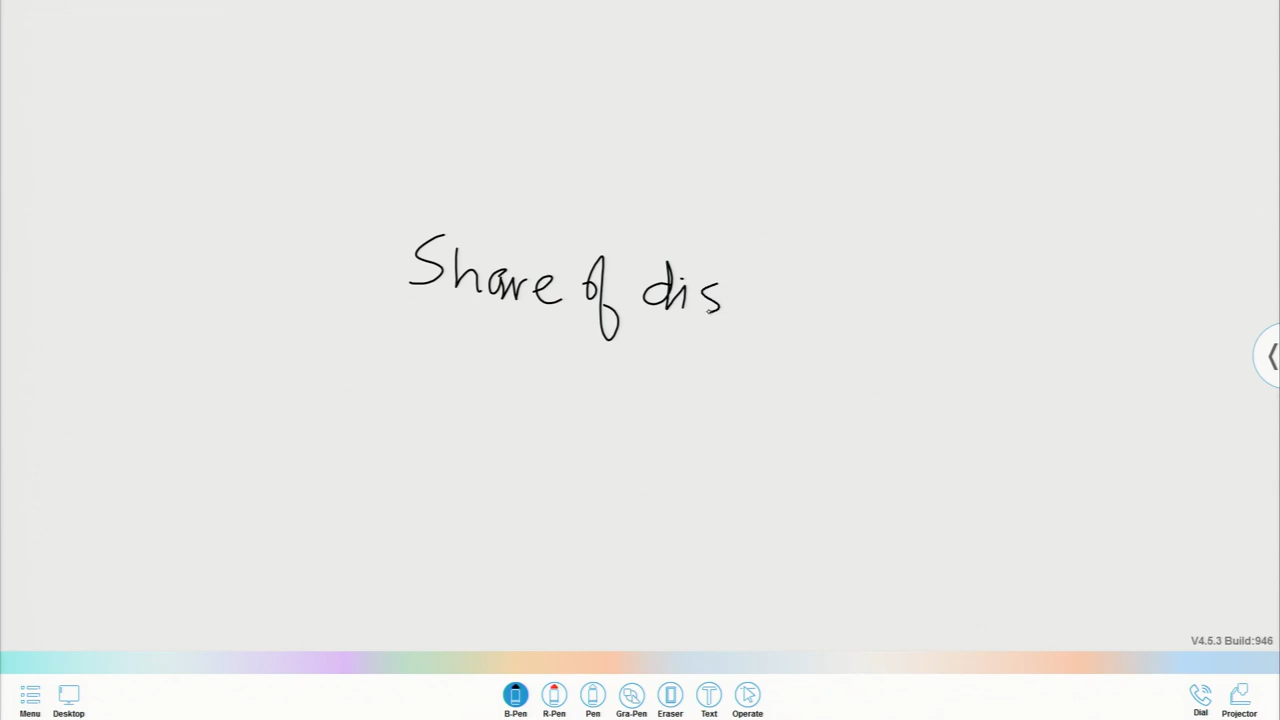 Share of dis
V4.5.3 Build:946
Menu Desktop B-Pen R-Pen Pen Gra-Pen Eraser Text Operate Dial Projector